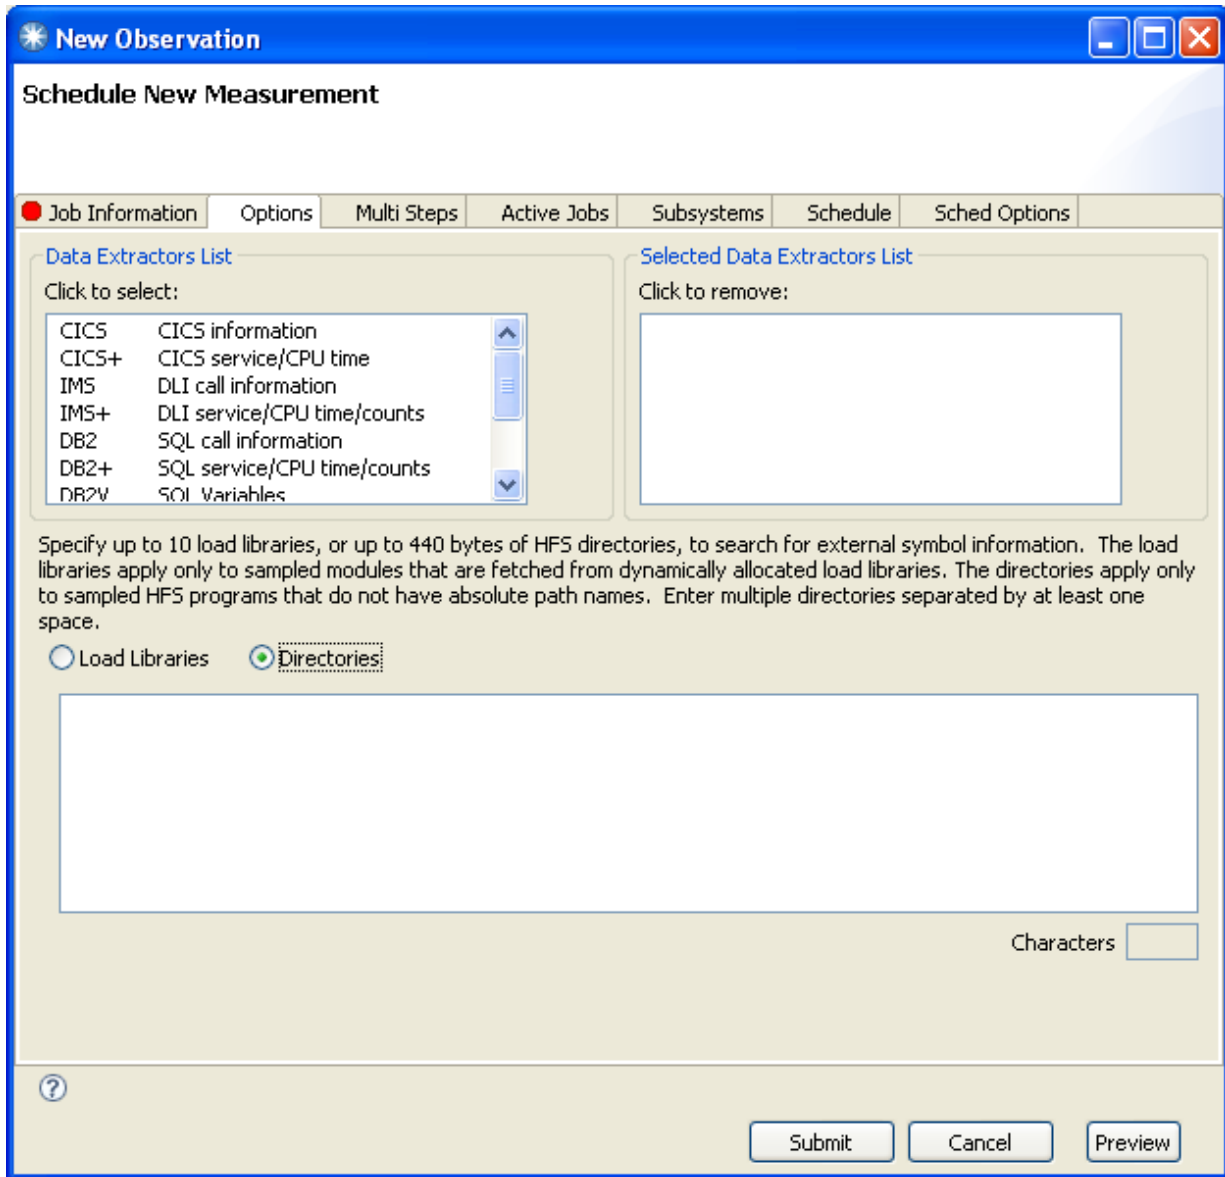 New Observation
Schedule New Measurement
Job Information Options Multi Steps Active Jobs Subsystems Schedule Sched Options
Data Extractors List
Click to select:
CICS CICS information
CICS+ CICS service/CPU time
IMS DLI call information
IMS+ DLI service/CPU time/counts
DB2 SQL call information
DB2+ SQL service/CPU time/counts
DB2V SQL Variables
Selected Data Extractors List
Click to remove:
Specify up to 10 load libraries, or up to 440 bytes of HFS directories, to search for external symbol information. The load
libraries apply only to sampled modules that are fetched from dynamically allocated load libraries. The directories apply only
to sampled HFS programs that do not have absolute path names. Enter multiple directories separated by at least one
space.
Load Libraries Directories
Characters
?
Submit Cancel Preview